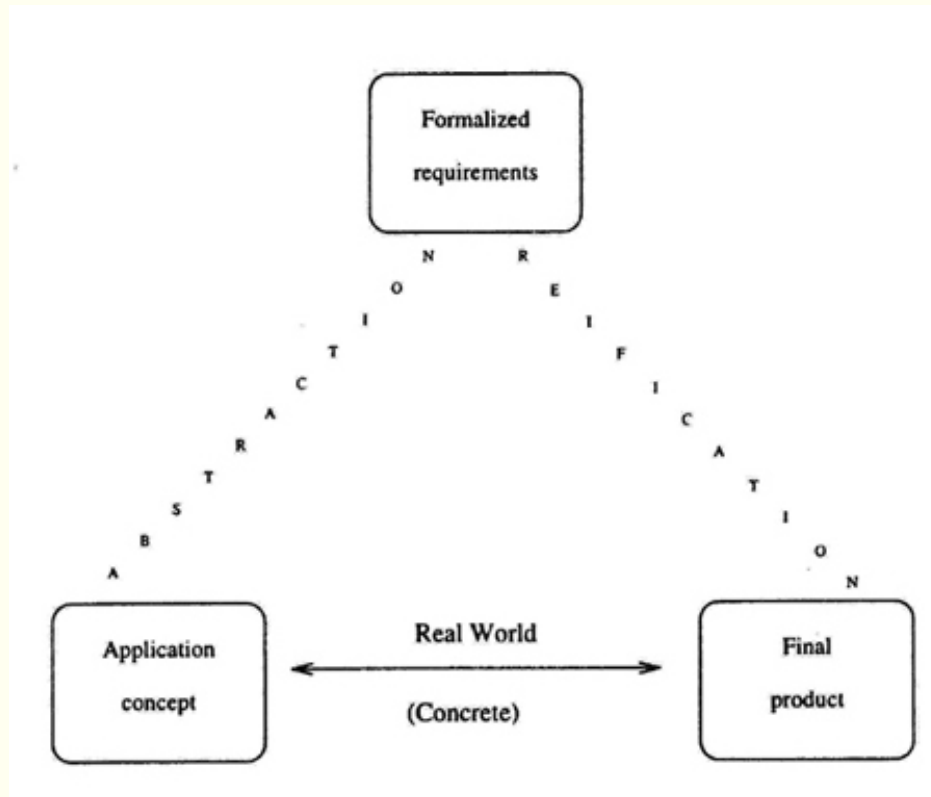 Formalized
requirements
ABSTRACTION
REIFICATION
Application
concept
Real World
(Concrete)
Final
product